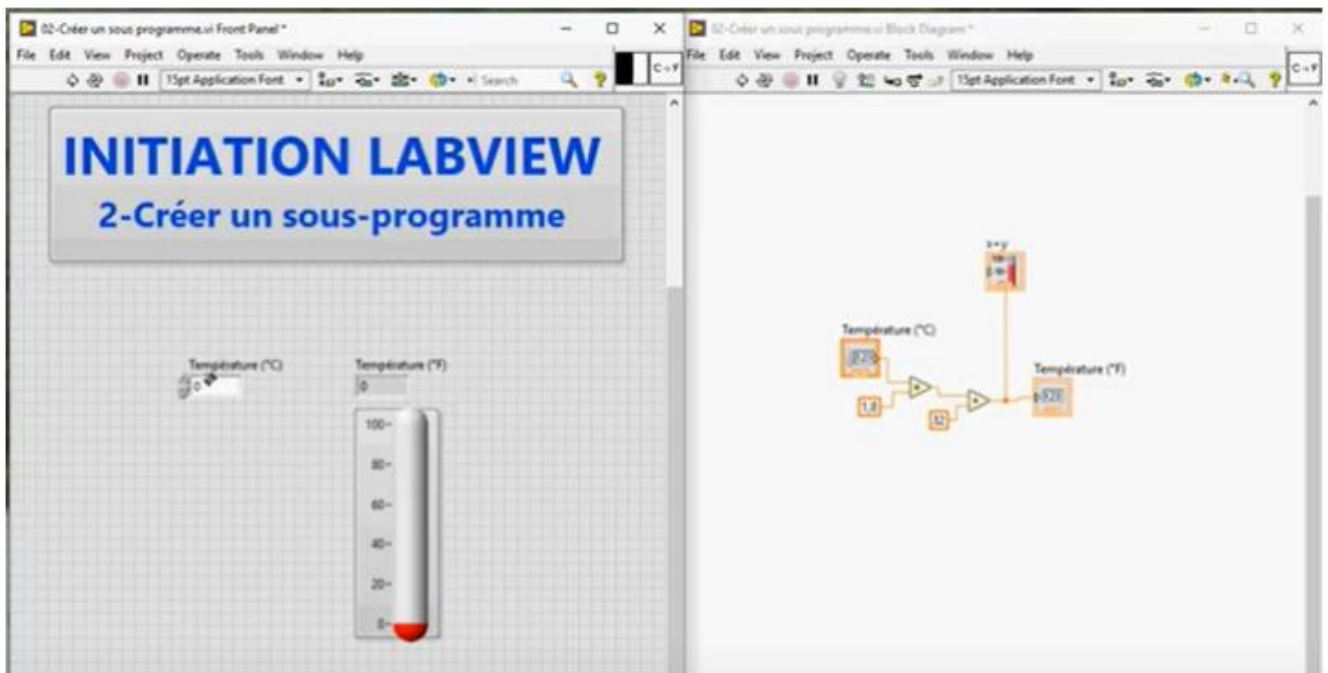 02-Créer un sous programme.vi Front Panel *
File Edit View Project Operate Tools Window Help
15pt Application Font
Search
C->F
INITIATION LABVIEW
2-Créer un sous-programme
Température (°C)
0
Température (°F)
0
100
80
60
40
20
0
02-Créer un sous programme.vi Block Diagram *
File Edit View Project Operate Tools Window Help
15pt Application Font
C->F
x=y
Température (°C)
1,8
32
Température (°F)